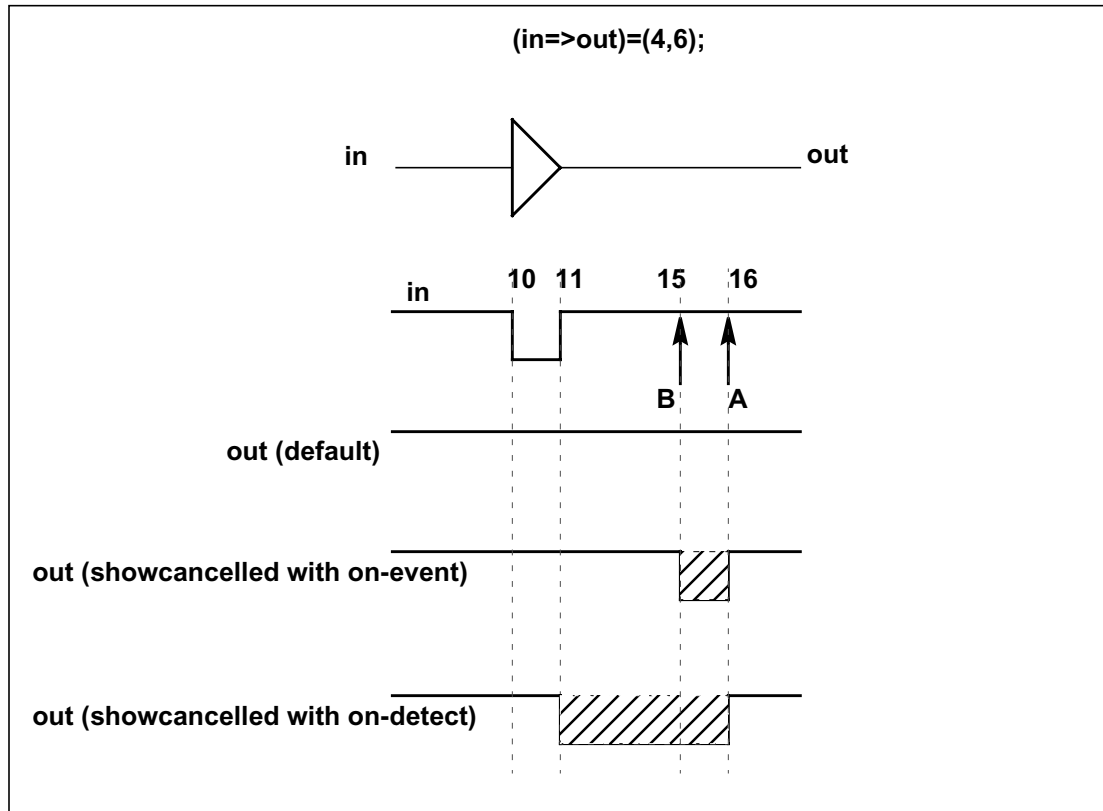 (in=>out)=(4,6);
in
out
10 11 15 16
in
B A
out (default)
out (showcancelled with on-event)
out (showcancelled with on-detect)